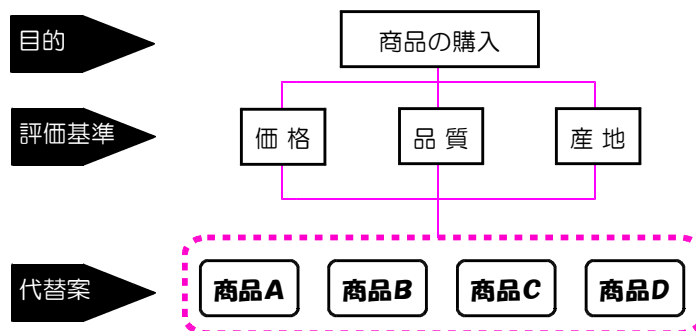 目的
商品の購入
評価基準
価 格
品 質
産 地
代替案
商品A
商品B
商品C
商品D